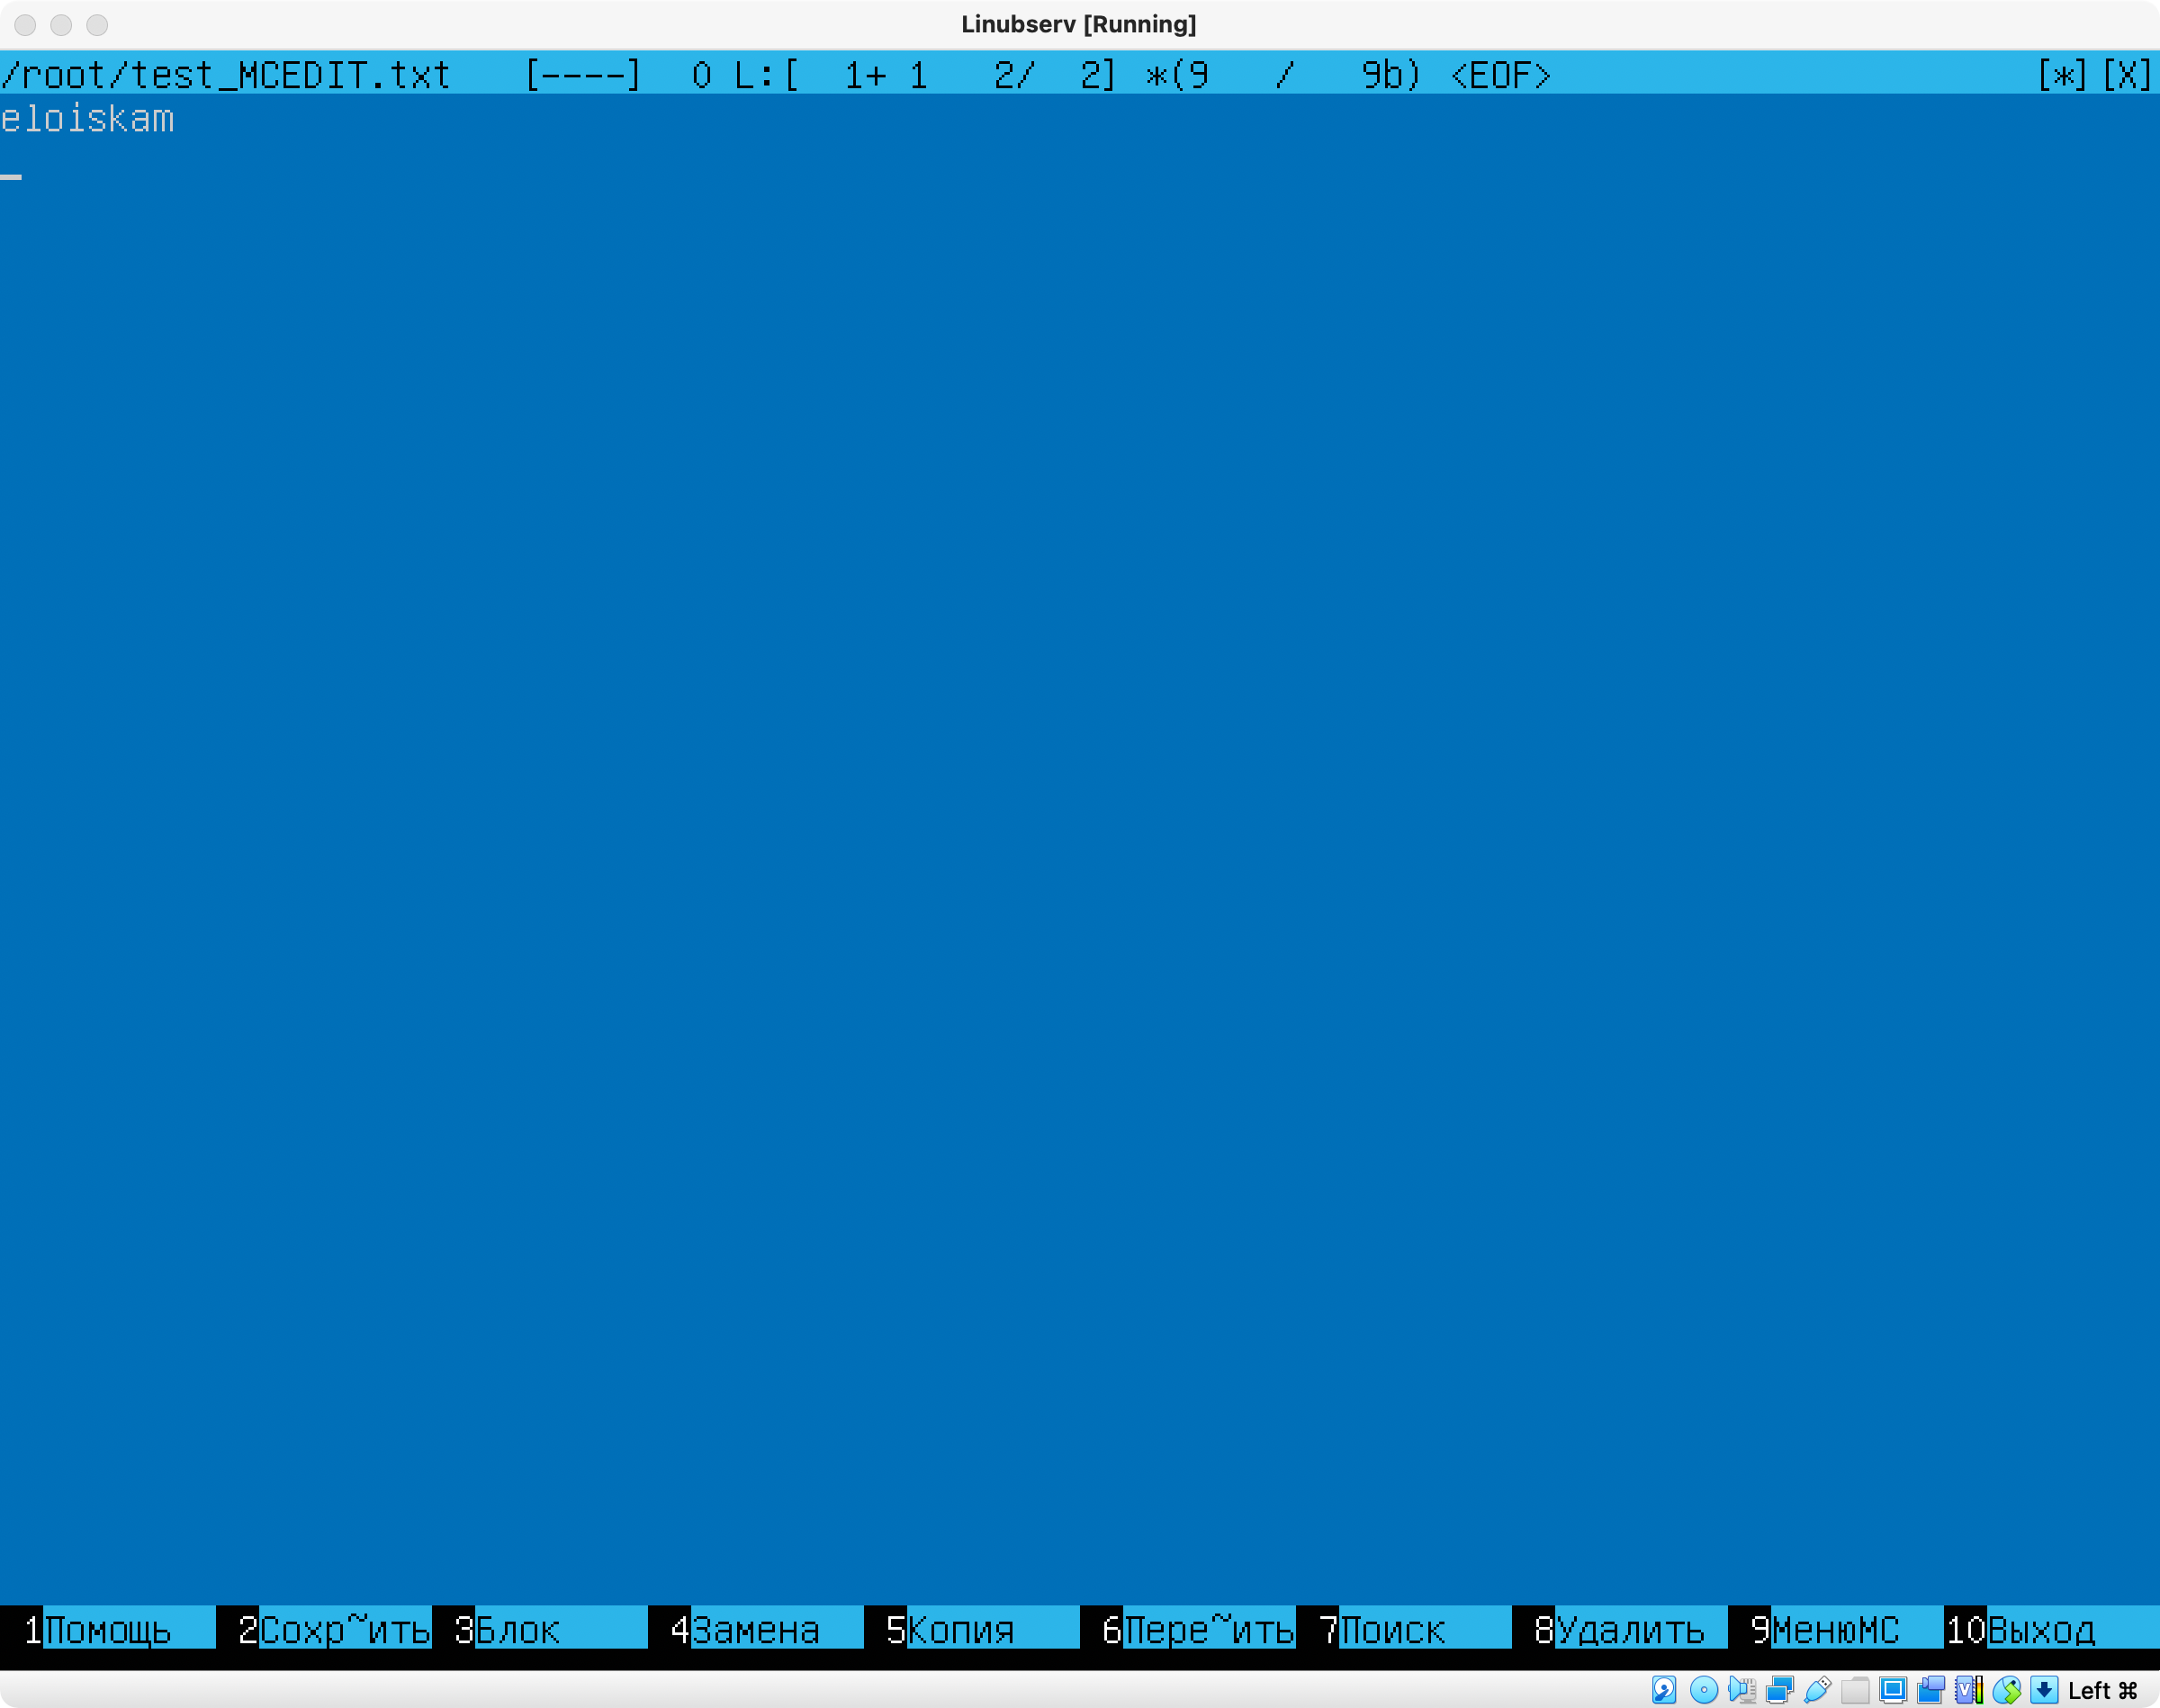 Linubserv [Running]
/root/test_MCEDIT.txt [----] 0 L:[ 1+ 1 2/ 2] *(9 / 9b) <EOF> [*][X]
eloiskam
1Помощь 2Сохр~ить 3Блок 4Замена 5Копия 6Пере~ить 7Поиск 8Удалить 9МенюМС 10Выход
Left ⌘